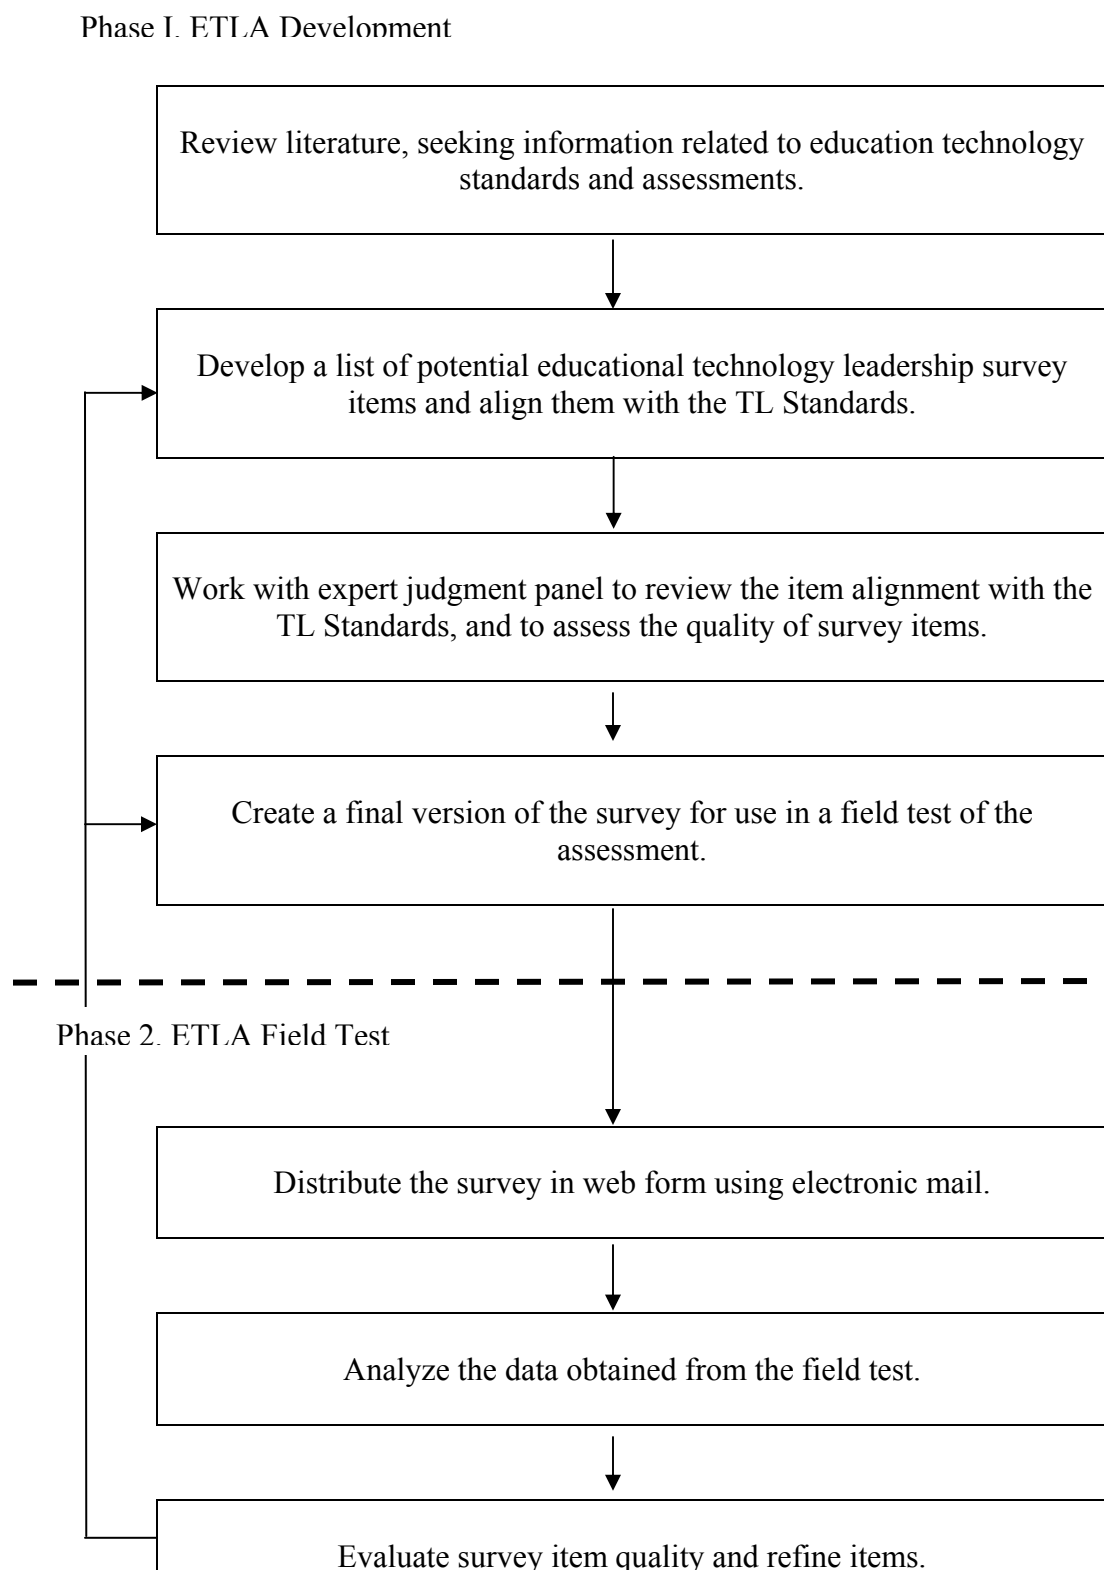 Phase I. ETLA Development
Review literature, seeking information related to education technology
standards and assessments.
Develop a list of potential educational technology leadership survey
items and align them with the TL Standards.
Work with expert judgment panel to review the item alignment with the
TL Standards, and to assess the quality of survey items.
Create a final version of the survey for use in a field test of the
assessment.
Phase 2. ETLA Field Test
Distribute the survey in web form using electronic mail.
Analyze the data obtained from the field test.
Evaluate survey item quality and refine items.